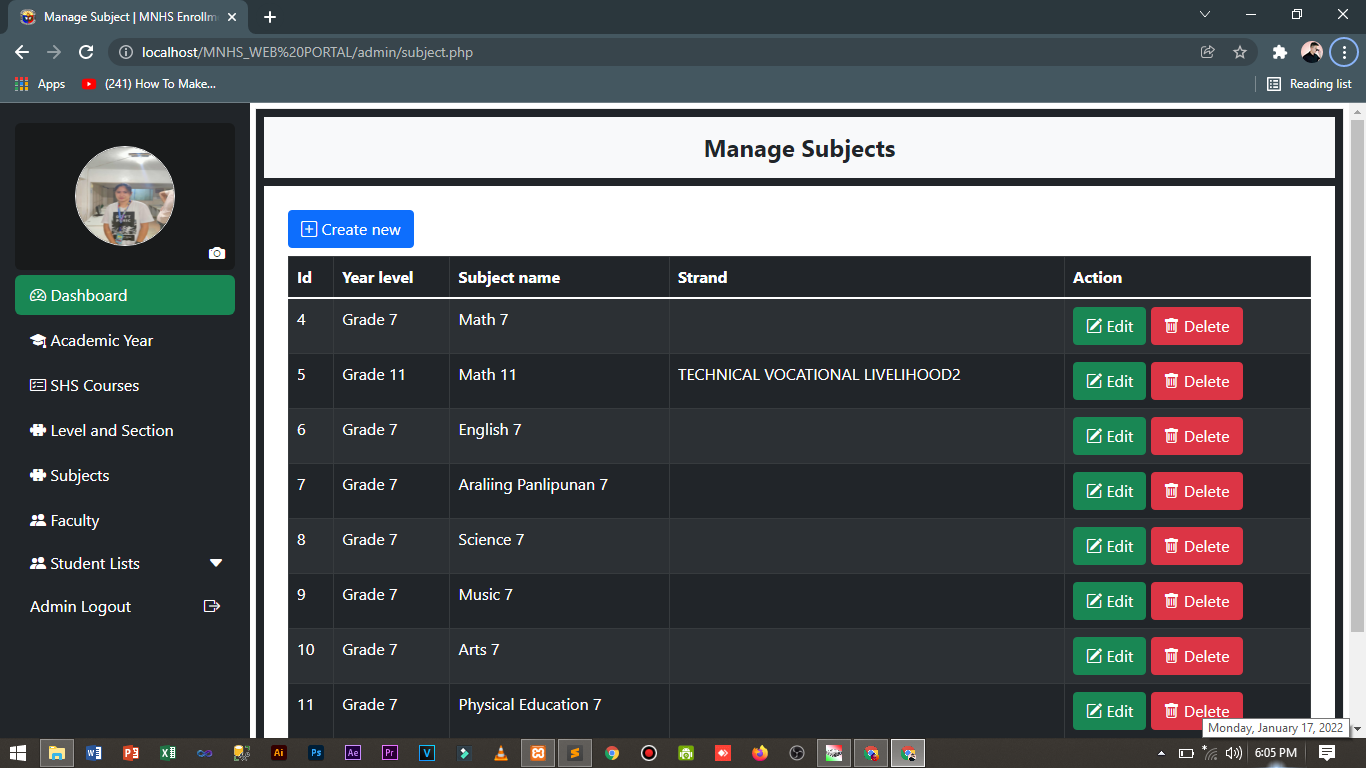 Manage Subject | MNHS Enrollm
localhost/MNHS_WEB%20PORTAL/admin/subject.php
Apps
(241) How To Make...
Reading list
Dashboard
Academic Year
SHS Courses
Level and Section
Subjects
Faculty
Student Lists
Admin Logout
Manage Subjects
Create new
Id Year level Subject name Strand Action
4 Grade 7 Math 7 Edit Delete
5 Grade 11 Math 11 TECHNICAL VOCATIONAL LIVELIHOOD2 Edit Delete
6 Grade 7 English 7 Edit Delete
7 Grade 7 Araliing Panlipunan 7 Edit Delete
8 Grade 7 Science 7 Edit Delete
9 Grade 7 Music 7 Edit Delete
10 Grade 7 Arts 7 Edit Delete
11 Grade 7 Physical Education 7 Edit Delete
Monday, January 17, 2022
6:05 PM